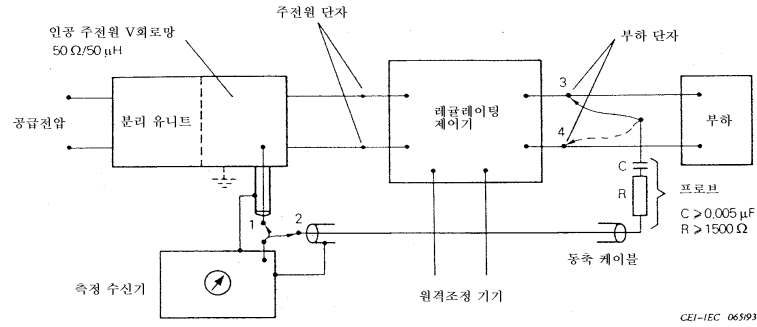 주전원 단자
인공 주전원 V회로망
50 Ω/50 μH
부하 단자
3
레귤레이팅
제어기
공급전압
분리 유니트
4
부하
C
프로브
R
C ⩾ 0,005 μF
R ⩾ 1500 Ω
1
2
동축 케이블
측정 수신기
원격조정 기기
CEI-IEC 065/93